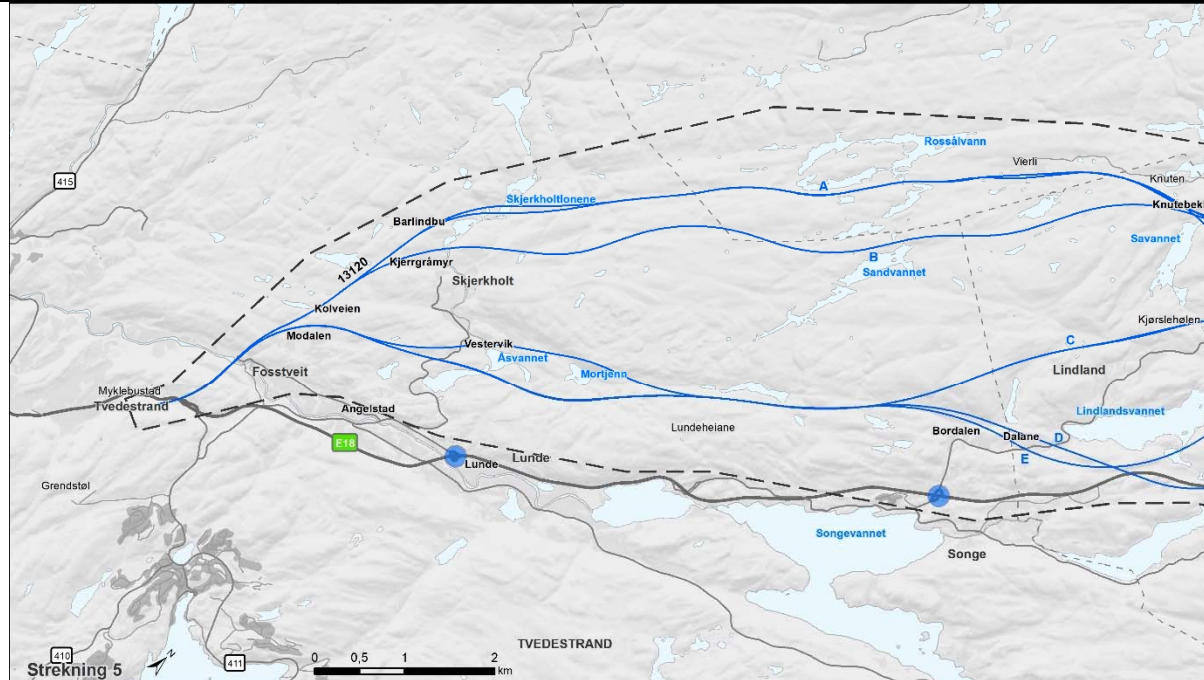 Rossålvann
Vierli
415
Knuten
A
Skjerkholtlonene
Knutebek
Barlindbu
Savannet
B
Kjerrgråmyr
13120
Sandvannet
Skjerkholt
Kolveien
Kjørslehølen
Modalen
C
Vestervik
Åsvannet
Fosstveit
Mortjenn
Lindland
Myklebustad
Tvedestrand
Angelstad
Lindlandsvannet
Lundeheiane
Bordalen
Dalane
D
E18
E
Lunde
Lunde
Grendstøl
Songevannet
Songe
TVEDESTRAND
410
411
Strekning 5
N
0 0,5 1 2
km